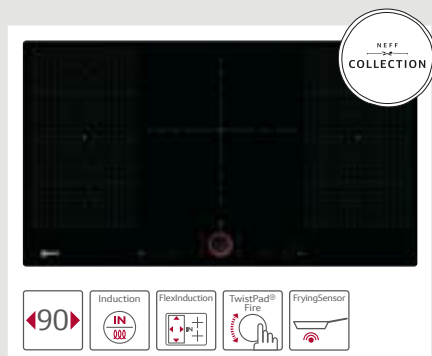 NEFF
COLLECTION
90
Induction
IN
FlexInduction
IN
TwistPad®
Fire
FryingSensor